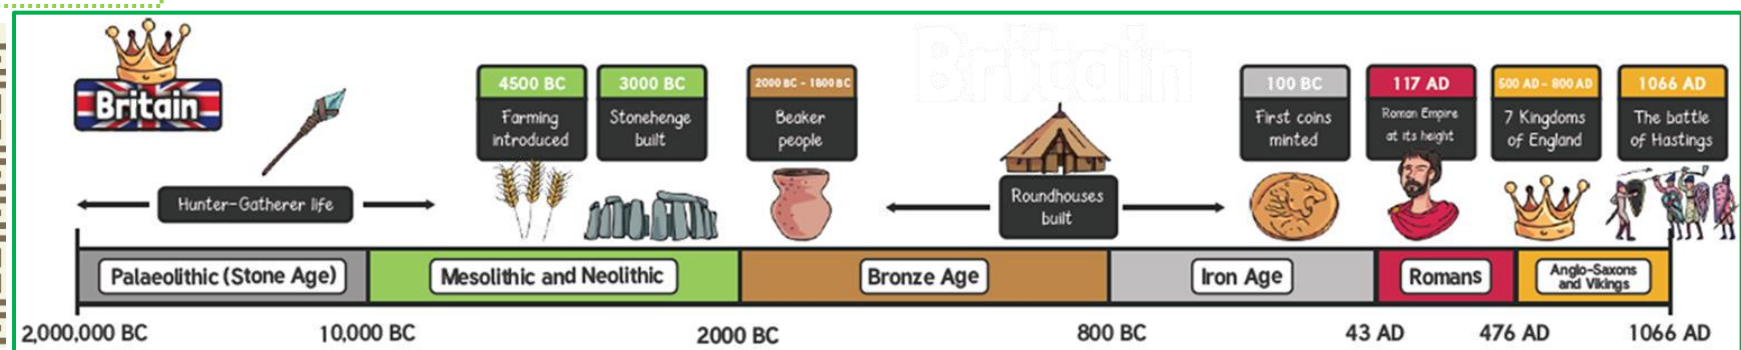 Britain
Britain
4500 BC
Farming
introduced
3000 BC
Stonehenge
built
2000 BC - 1800 BC
Beaker
people
100 BC
First coins
minted
117 AD
Roman Empire
at its height
500 AD - 800 AD
7 Kingdoms
of England
1066 AD
The battle
of Hastings
Hunter-Gatherer life
Roundhouses
built
Palaeolithic (Stone Age)
Mesolithic and Neolithic
Bronze Age
Iron Age
Romans
Anglo-Saxons
and Vikings
2,000,000 BC
10,000 BC
2000 BC
800 BC
43 AD
476 AD
1066 AD